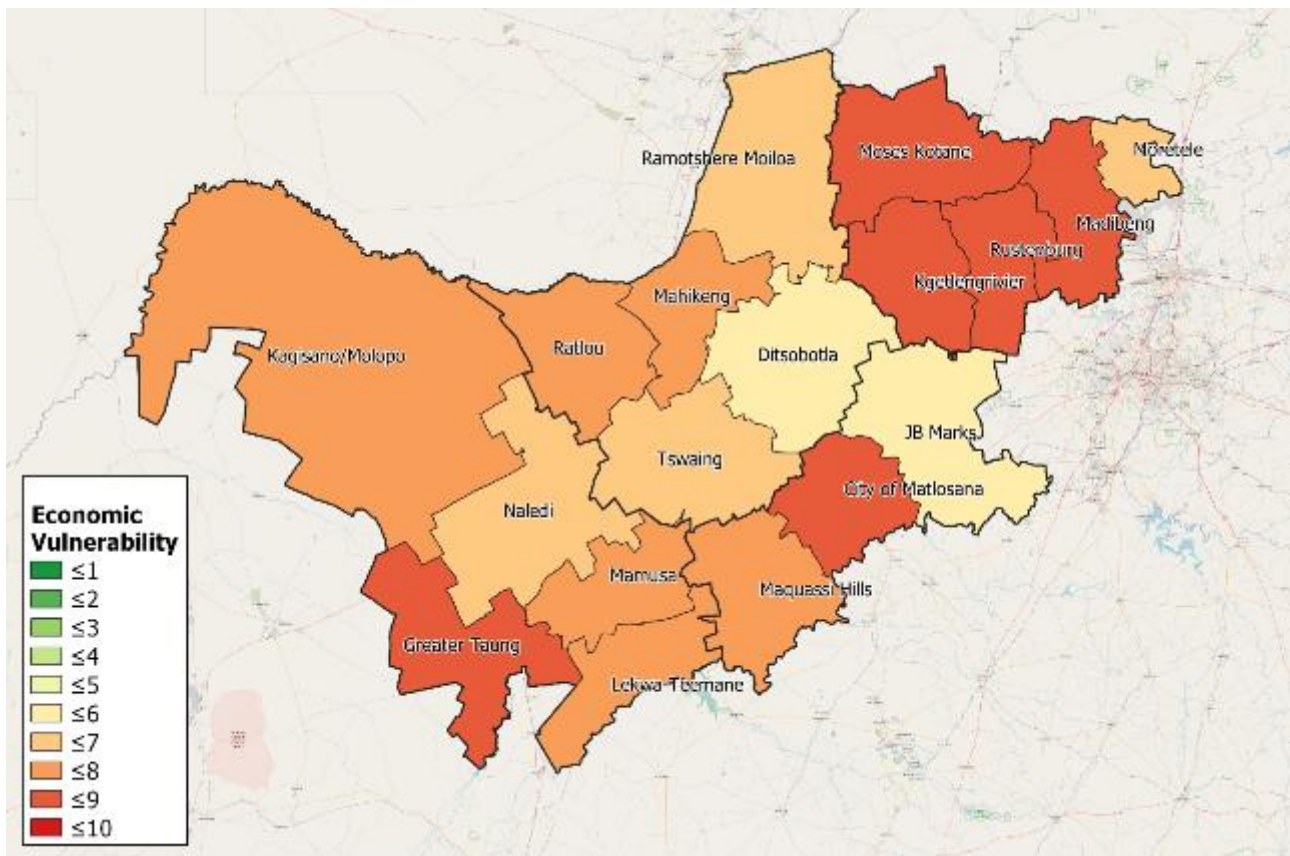 Ramotshere Moiloa
Moses Kotane
Moretele
Madibeng
Rustenburg
Kgetlengrivier
Mahikeng
Ratlou
Kagisano/Molopo
Ditsobotla
JB Marks
Tswaing
City of Matlosana
Naledi
Mamusa
Maquassi Hills
Greater Taung
Lekwa-Teemane
Economic
Vulnerability
≤1
≤2
≤3
≤4
≤5
≤6
≤7
≤8
≤9
≤10